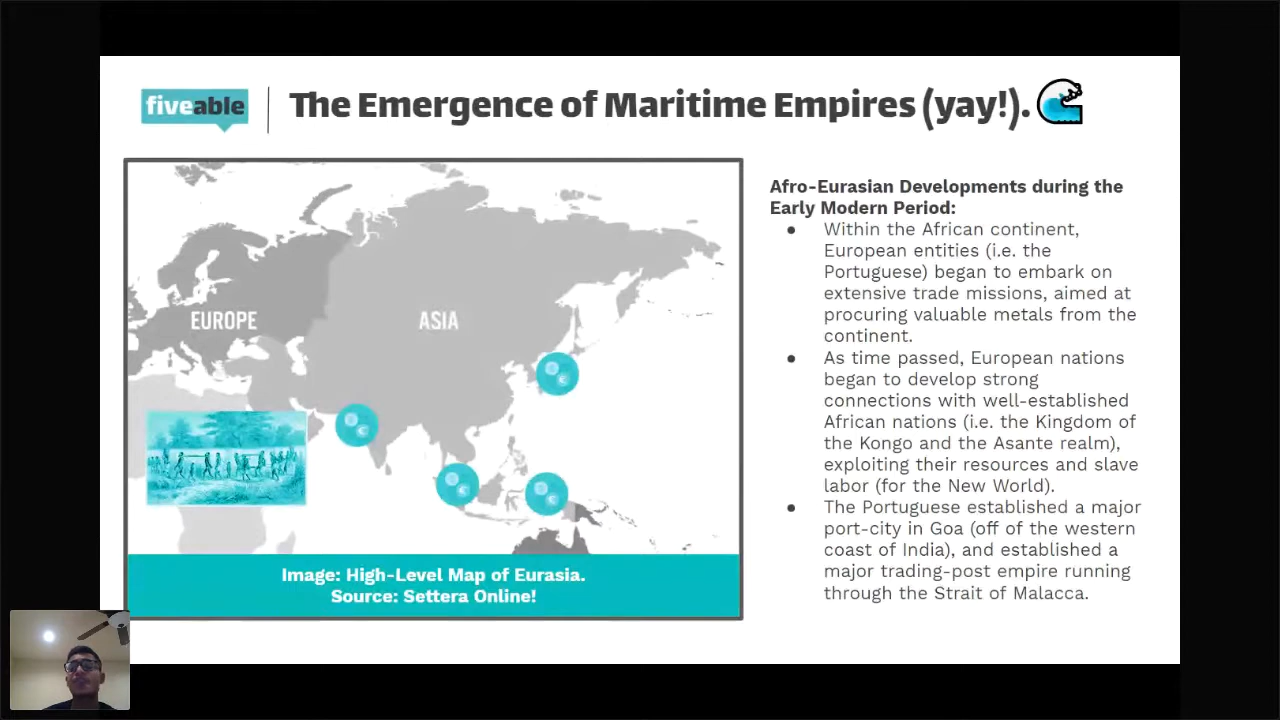 fiveable
The Emergence of Maritime Empires (yay!).
EUROPE
ASIA
Image: High-Level Map of Eurasia.
Source: Settera Online!
Afro-Eurasian Developments during the
Early Modern Period:
● Within the African continent,
European entities (i.e. the
Portuguese) began to embark on
extensive trade missions, aimed at
procuring valuable metals from the
continent.
● As time passed, European nations
began to develop strong
connections with well-established
African nations (i.e. the Kingdom of
the Kongo and the Asante realm),
exploiting their resources and slave
labor (for the New World).
● The Portuguese established a major
port-city in Goa (off of the western
coast of India), and established a
major trading-post empire running
through the Strait of Malacca.